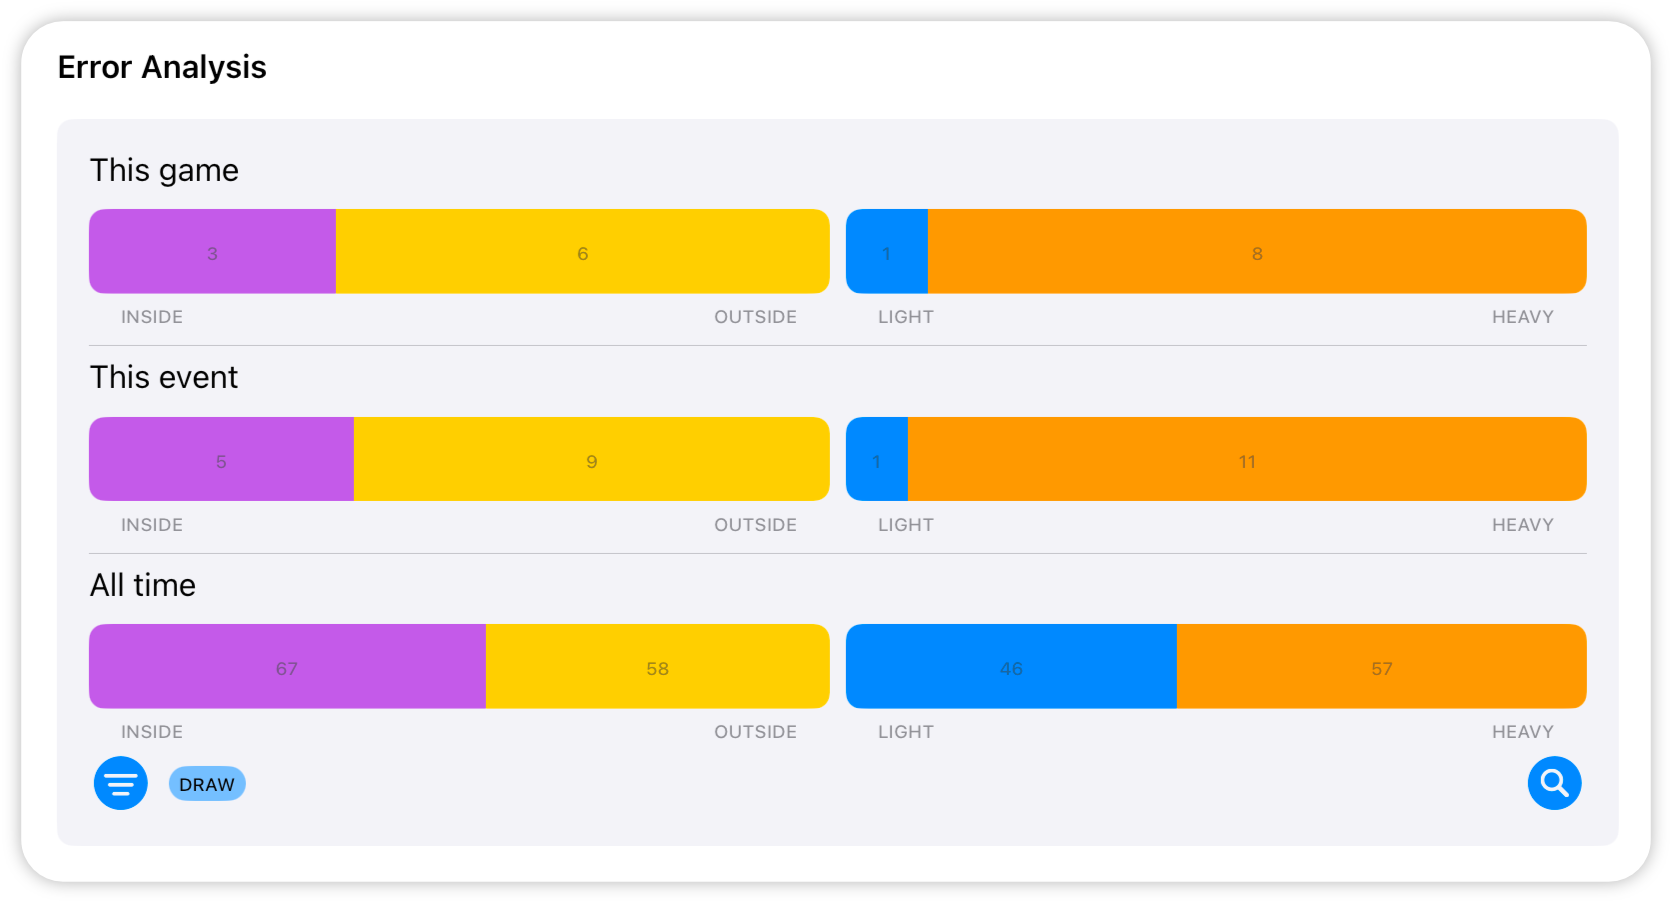 Error Analysis
This game
3 6 1 8
INSIDE OUTSIDE LIGHT HEAVY
This event
5 9 1 11
INSIDE OUTSIDE LIGHT HEAVY
All time
67 58 46 57
INSIDE OUTSIDE LIGHT HEAVY
DRAW